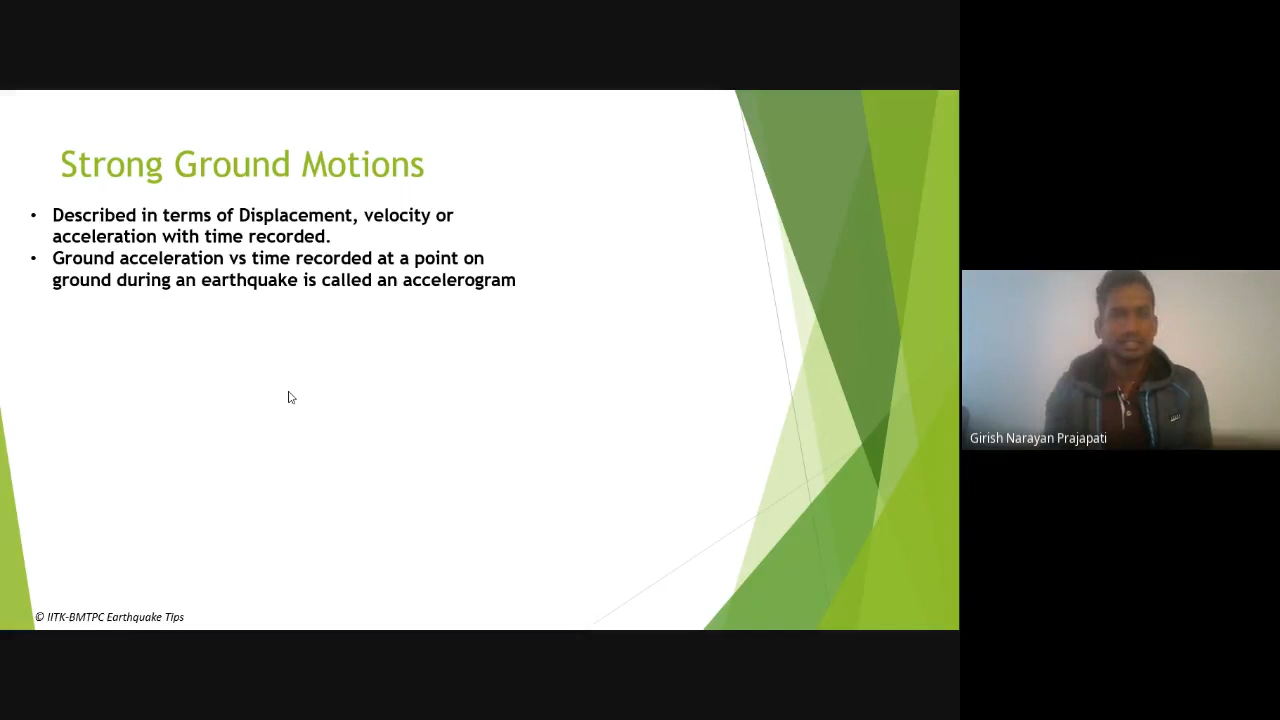 Strong Ground Motions
• Described in terms of Displacement, velocity or
acceleration with time recorded.
• Ground acceleration vs time recorded at a point on
ground during an earthquake is called an accelerogram
© IITK-BMTPC Earthquake Tips
Girish Narayan Prajapati